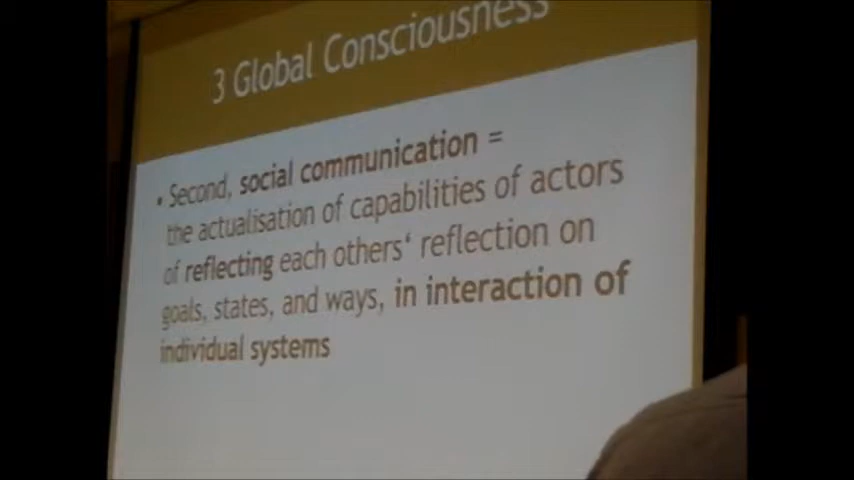 3 Global Consciousness
• Second, social communication =
the actualisation of capabilities of actors
of reflecting each others‘ reflection on
goals, states, and ways, in interaction of
individual systems